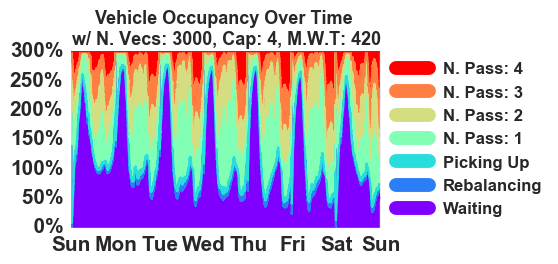 Vehicle Occupancy Over Time
w/ N. Vecs: 3000, Cap: 4, M.W.T: 420
300%
250%
200%
150%
100%
50%
0%
Sun Mon Tue Wed Thu Fri Sat Sun
N. Pass: 4
N. Pass: 3
N. Pass: 2
N. Pass: 1
Picking Up
Rebalancing
Waiting